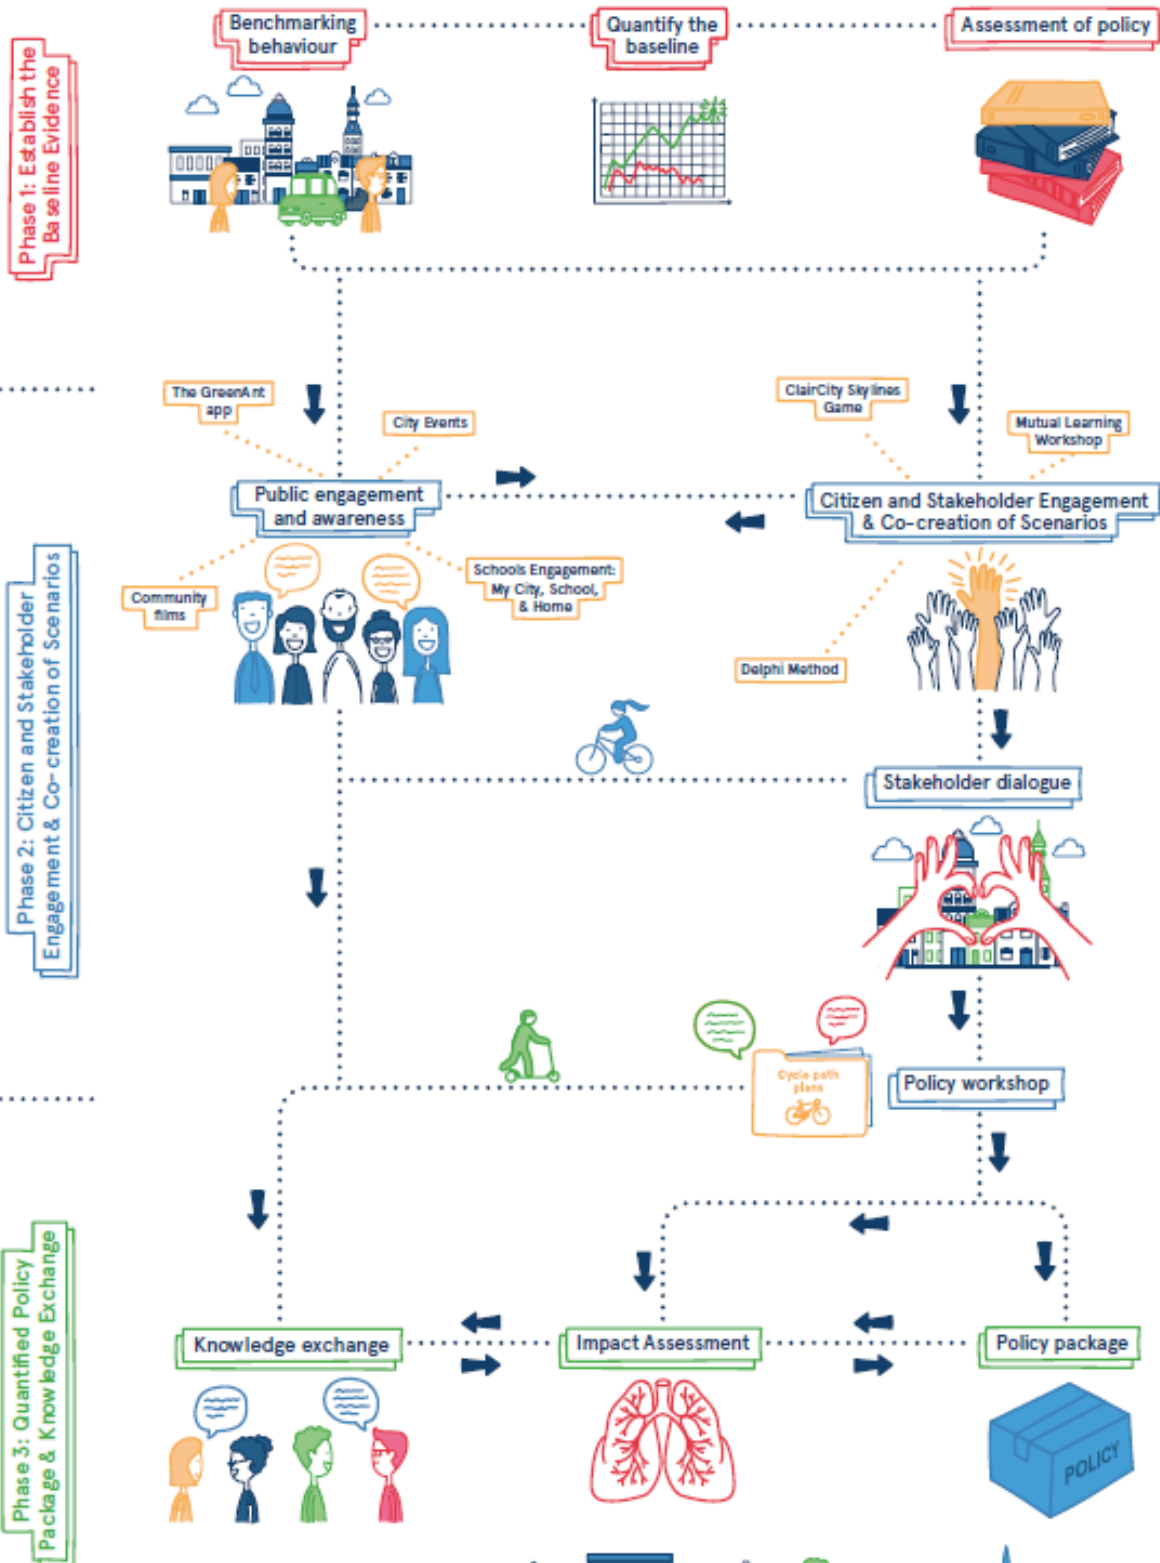 Phase 1: Establish the
Baseline Evidence
Benchmarking
behaviour
Quantify the
baseline
Assessment of policy
The GreenAnt
app
City Events
ClairCity Skylines
Game
Mutual Learning
Workshop
Phase 2: Citizen and Stakeholder
Engagement & Co-creation of Scenarios
Public engagement
and awareness
Citizen and Stakeholder Engagement
& Co-creation of Scenarios
Community
films
Schools Engagement:
My City, School,
& Home
Delphi Method
Stakeholder dialogue
Cycle path
plans
Policy workshop
Phase 3: Quantified Policy
Package & Knowledge Exchange
Knowledge exchange
Impact Assessment
Policy package
POLICY